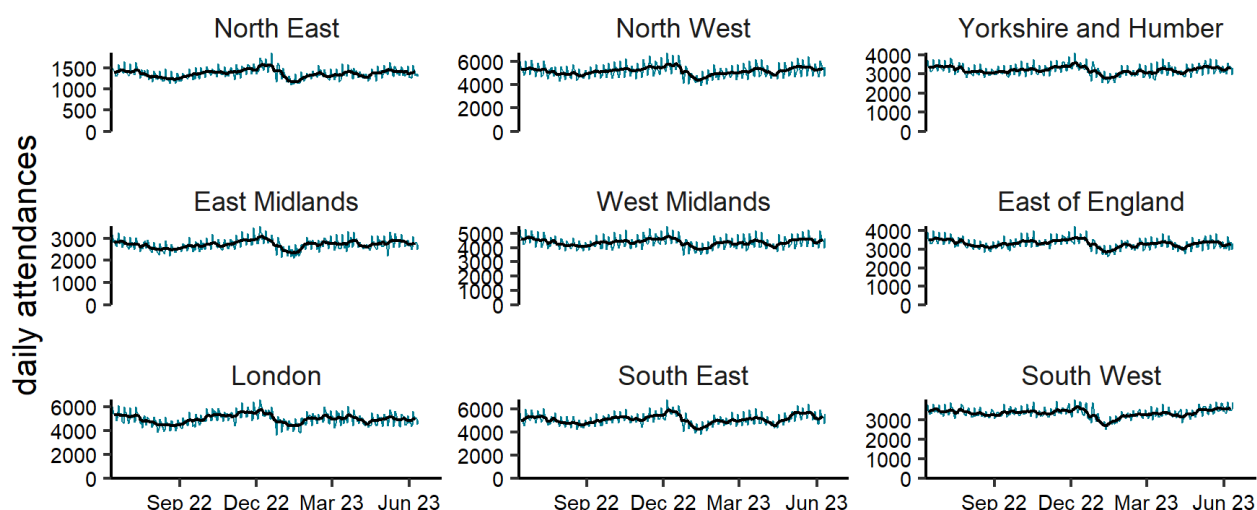 North East North West Yorkshire and Humber
1500 6000 4000
1000 4000 3000
500 2000 2000
0 0 1000
0
daily attendances
East Midlands West Midlands East of England
3000 5000 4000
2000 4000 3000
1000 3000 2000
0 2000 1000
1000 0
0
London South East South West
6000 6000 3000
4000 4000 2000
2000 2000 1000
0 0 0
Sep 22 Dec 22 Mar 23 Jun 23 Sep 22 Dec 22 Mar 23 Jun 23 Sep 22 Dec 22 Mar 23 Jun 23